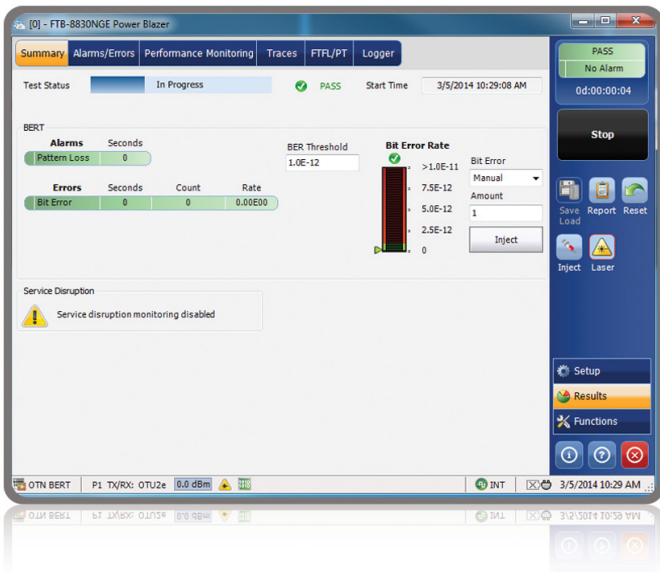 [0] - FTB-8830NGE Power Blazer
Summary Alarms/Errors Performance Monitoring Traces FTFL/PT Logger
Test Status In Progress PASS Start Time 3/5/2014 10:29:08 AM
BERT
Alarms Seconds
Pattern Loss 0
Errors Seconds Count Rate
Bit Error 0 0 0.00E00
BER Threshold
1.0E-12
Bit Error Rate
>1.0E-11
7.5E-12
5.0E-12
2.5E-12
0
Bit Error
Manual
Amount
1
Inject
Service Disruption
Service disruption monitoring disabled
PASS
No Alarm
0d:00:00:04
Stop
Save Load
Report
Reset
Inject
Laser
Setup
Results
Functions
OTN BERT P1 TX/RX: OTU2e 0.0 dBm INT 3/5/2014 10:29 AM